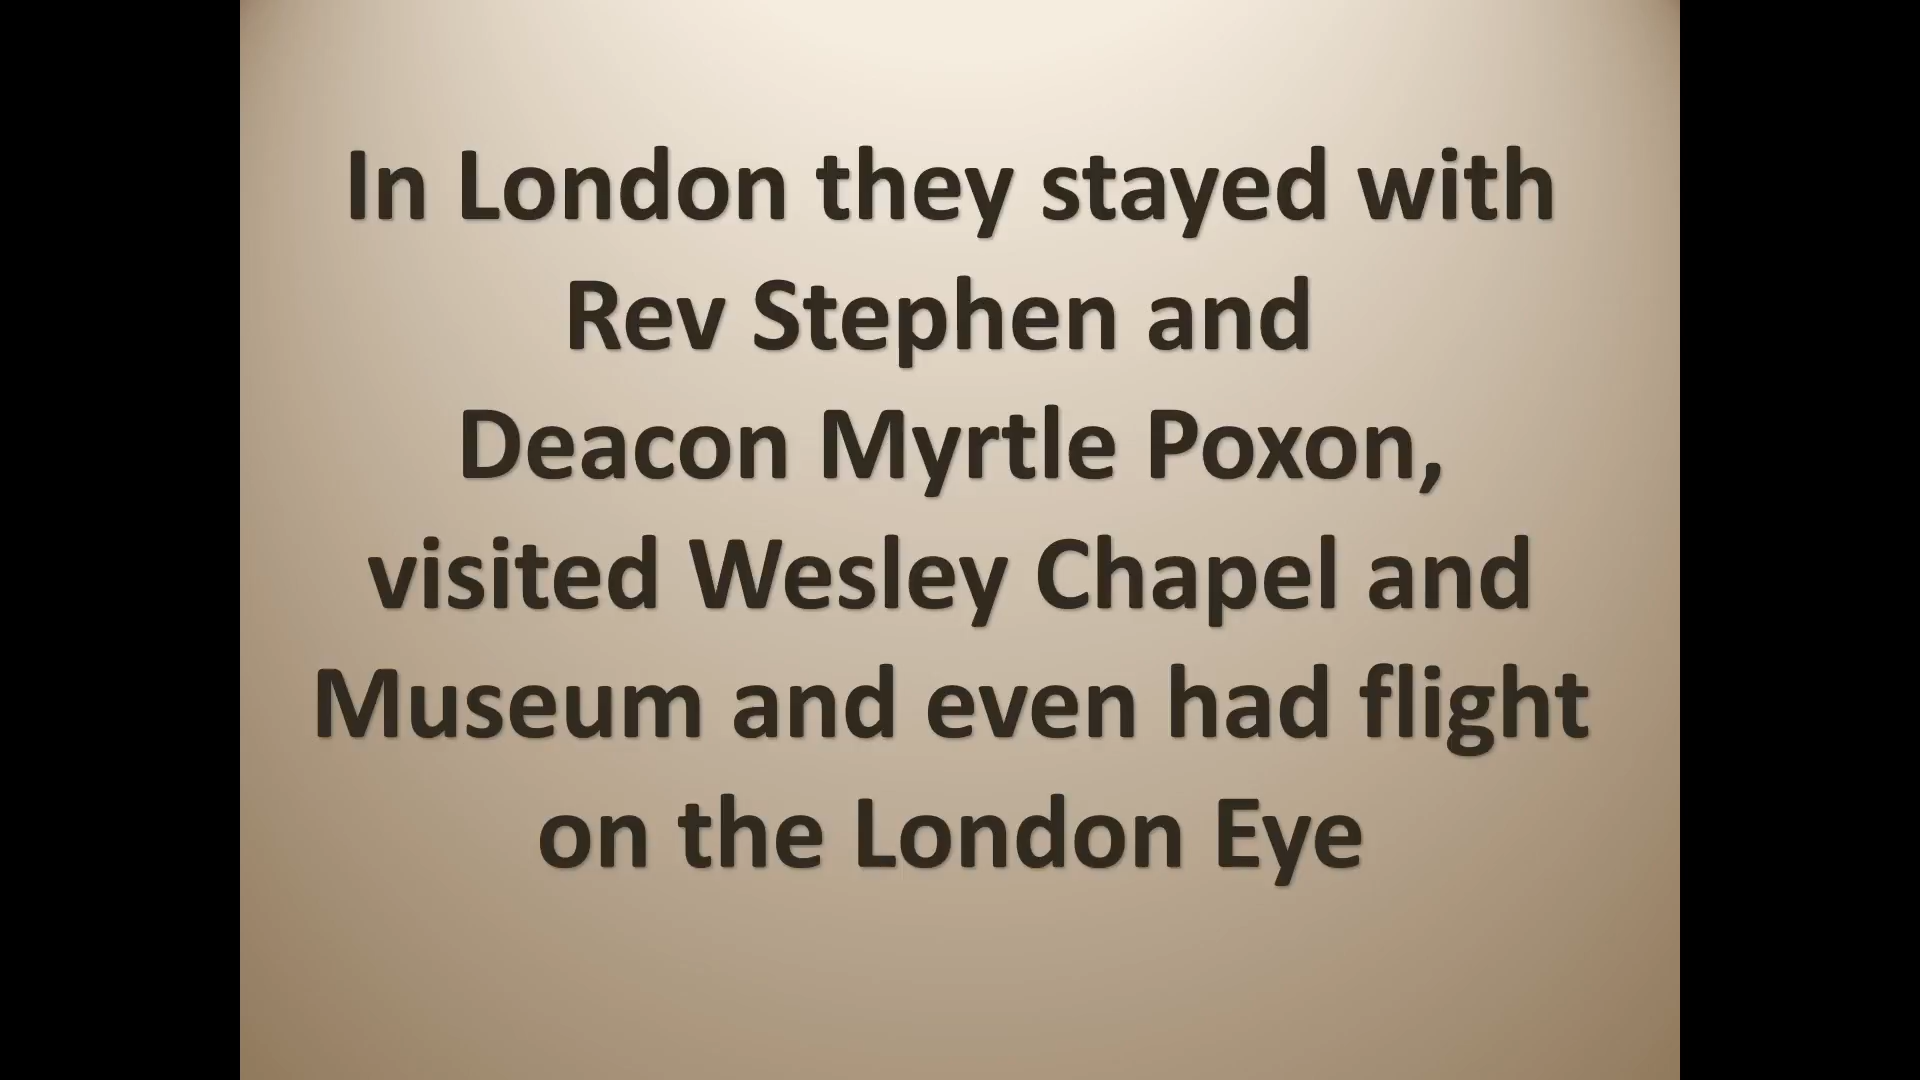 In London they stayed with
Rev Stephen and
Deacon Myrtle Poxon,
visited Wesley Chapel and
Museum and even had flight
on the London Eye